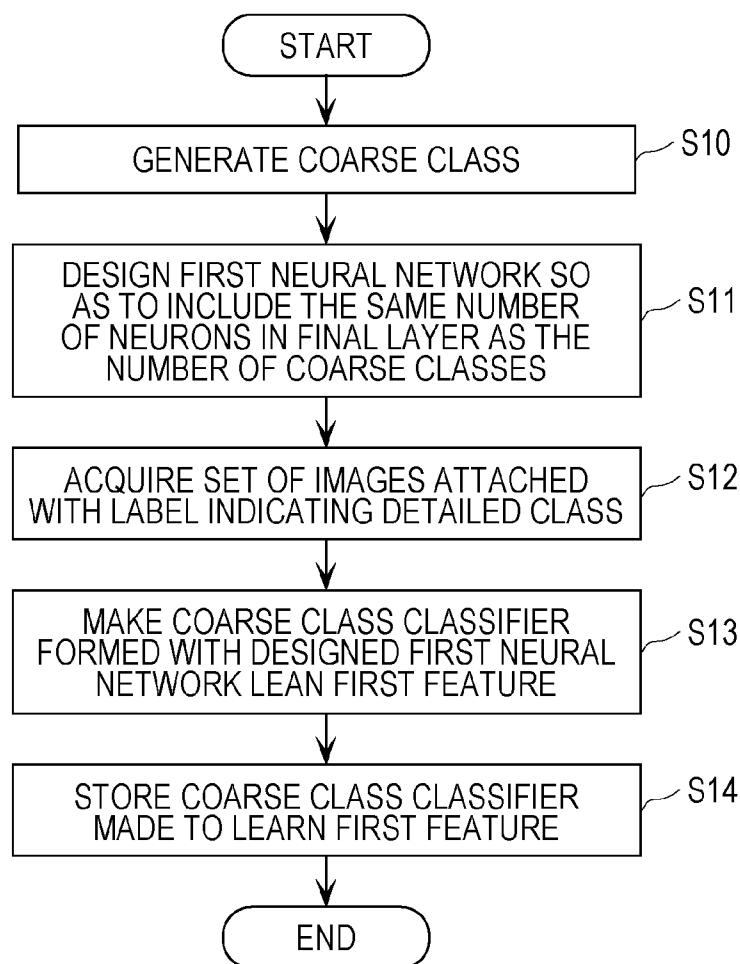 START
GENERATE COARSE CLASS
S10
DESIGN FIRST NEURAL NETWORK SO
AS TO INCLUDE THE SAME NUMBER
OF NEURONS IN FINAL LAYER AS THE
NUMBER OF COARSE CLASSES
S11
ACQUIRE SET OF IMAGES ATTACHED
WITH LABEL INDICATING DETAILED CLASS
S12
MAKE COARSE CLASS CLASSIFIER
FORMED WITH DESIGNED FIRST NEURAL
NETWORK LEAN FIRST FEATURE
S13
STORE COARSE CLASS CLASSIFIER
MADE TO LEARN FIRST FEATURE
S14
END